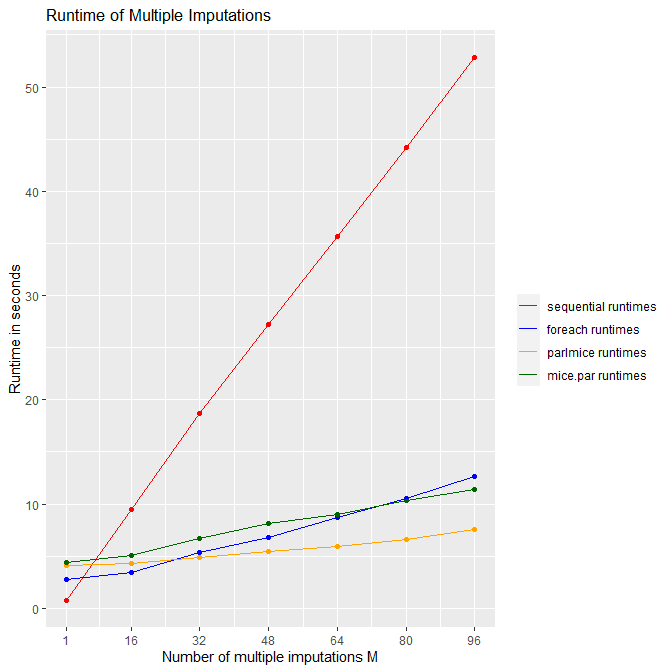 Runtime of Multiple Imputations
Runtime in seconds
50
40
30
20
10
0
1 16 32 48 64 80 96
Number of multiple imputations M
sequential runtimes
foreach runtimes
parlmice runtimes
mice.par runtimes